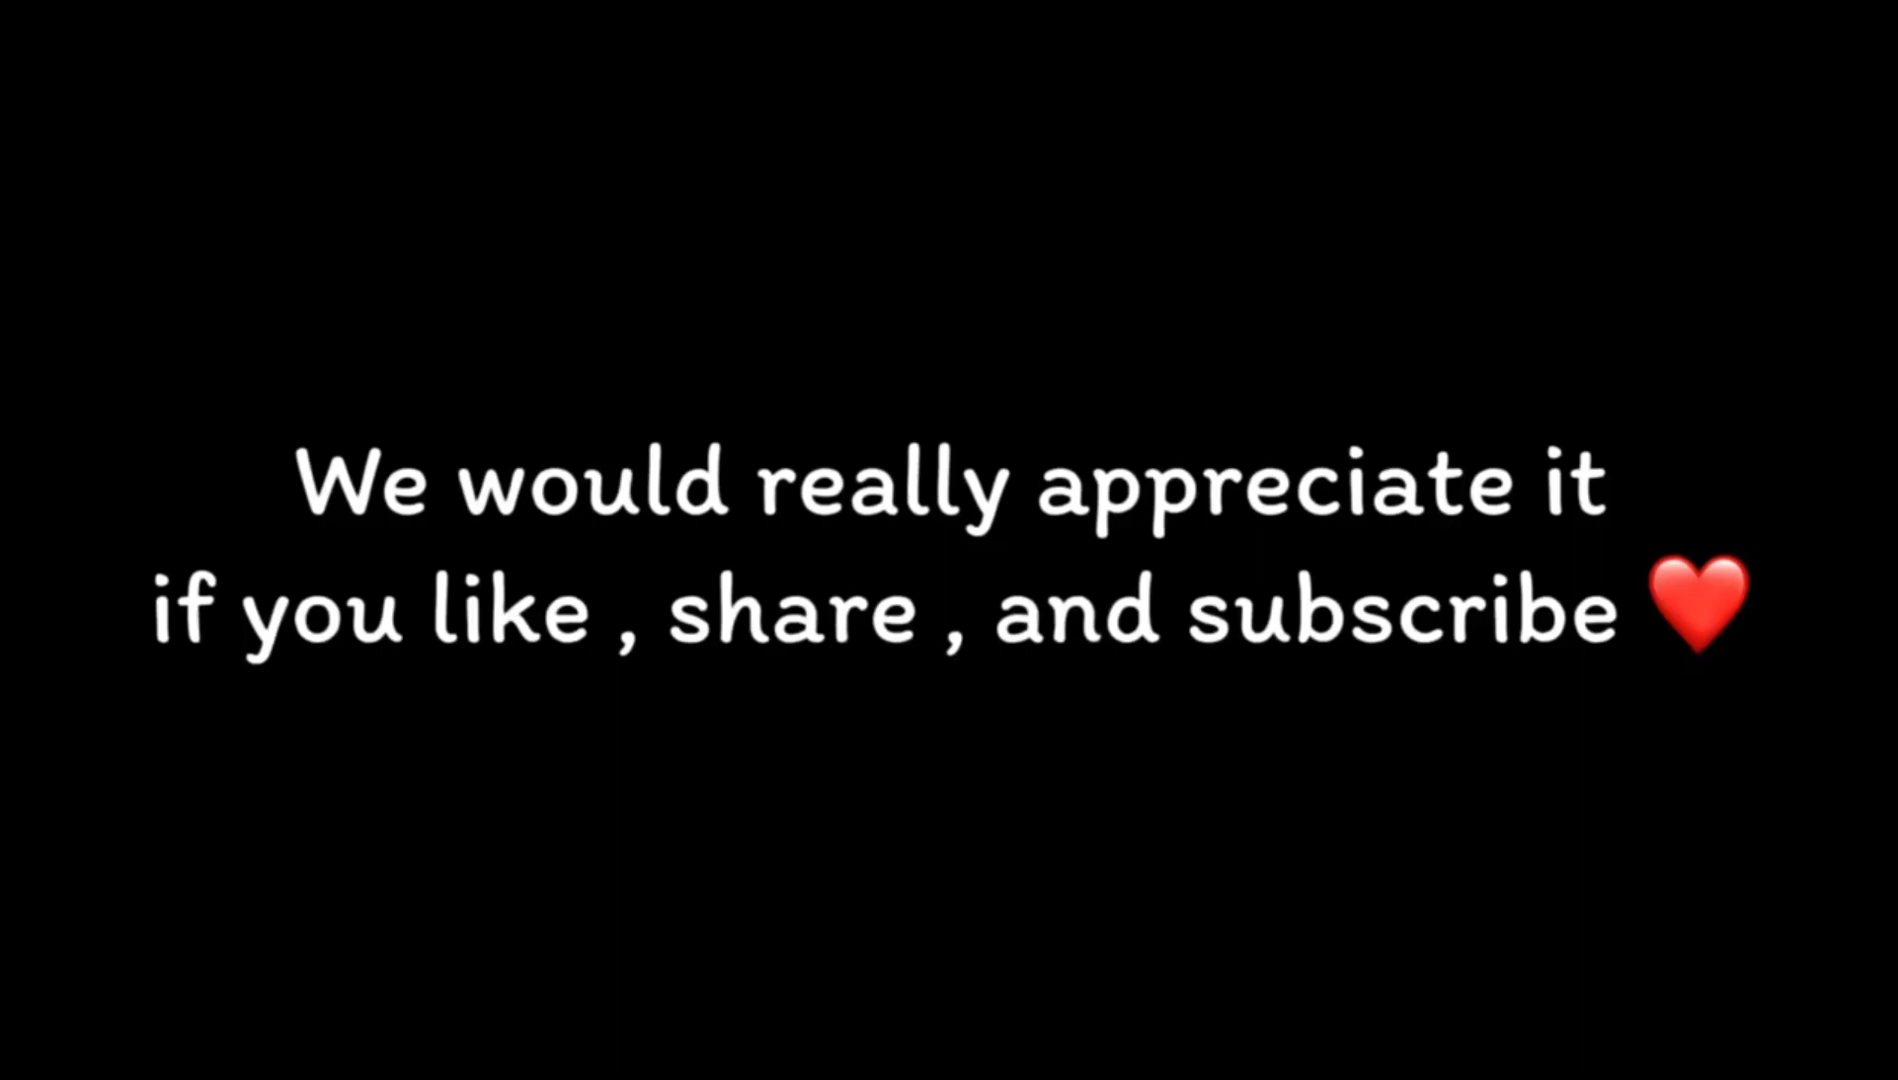 We would really appreciate it
if you like , share , and subscribe ❤️